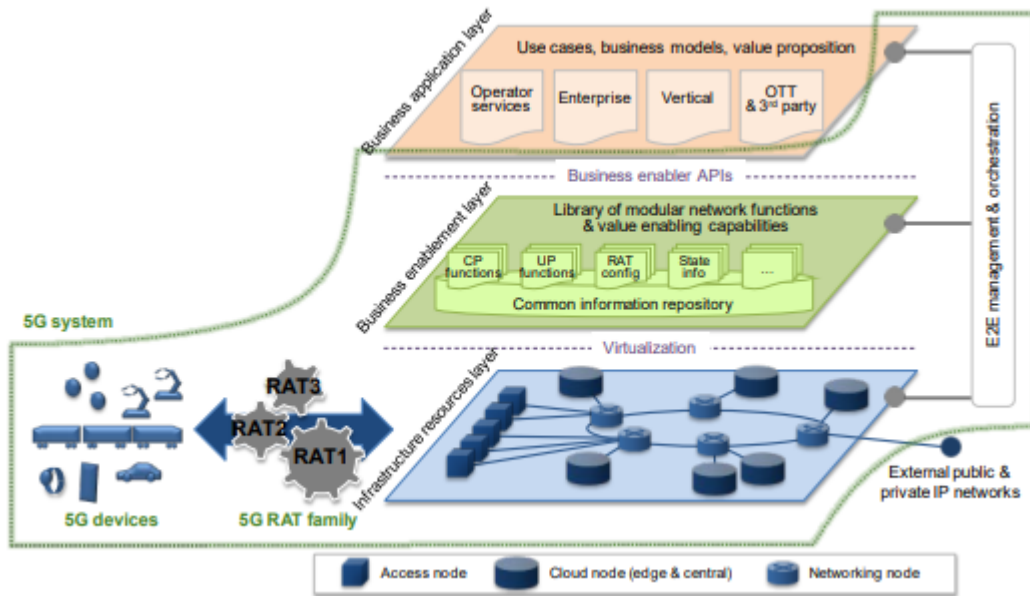 Business application layer
Use cases, business models, value proposition
Operator
services
Enterprise
Vertical
OTT
& 3rd party
Business enabler APIs
Business enablement layer
Library of modular network functions
& value enabling capabilities
CP
functions
UP
functions
RAT
config
State
info
....
Common information repository
E2E management & orchestration
Virtualization
5G system
Infrastructure resources layer
RAT3
RAT2
RAT1
5G devices
5G RAT family
External public &
private IP networks
Access node
Cloud node (edge & central)
Networking node